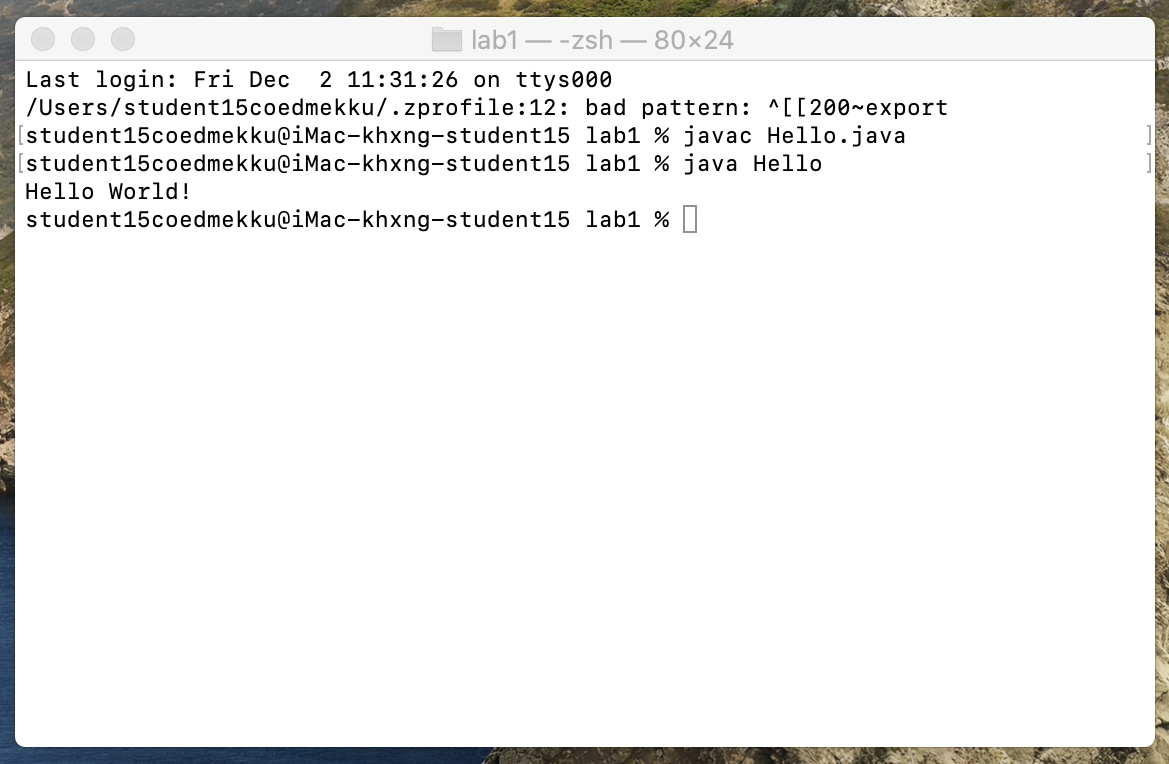 lab1 — -zsh — 80×24
Last login: Fri Dec  2 11:31:26 on ttys000
/Users/student15coedmekku/.zprofile:12: bad pattern: ^[[200~export
[student15coedmekku@iMac-khxng-student15 lab1 % javac Hello.java ]
[student15coedmekku@iMac-khxng-student15 lab1 % java Hello ]
Hello World!
student15coedmekku@iMac-khxng-student15 lab1 %